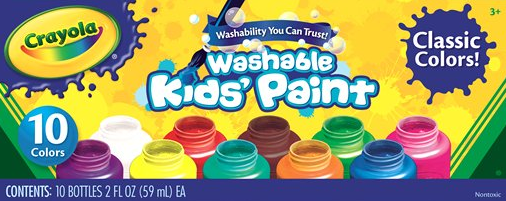 Crayola
Washability You Can Trust!
Washable
Kids' Paint
Classic
Colors!
3+
10
Colors
CONTENTS: 10 BOTTLES 2 FL OZ (59 mL) EA
Nontoxic